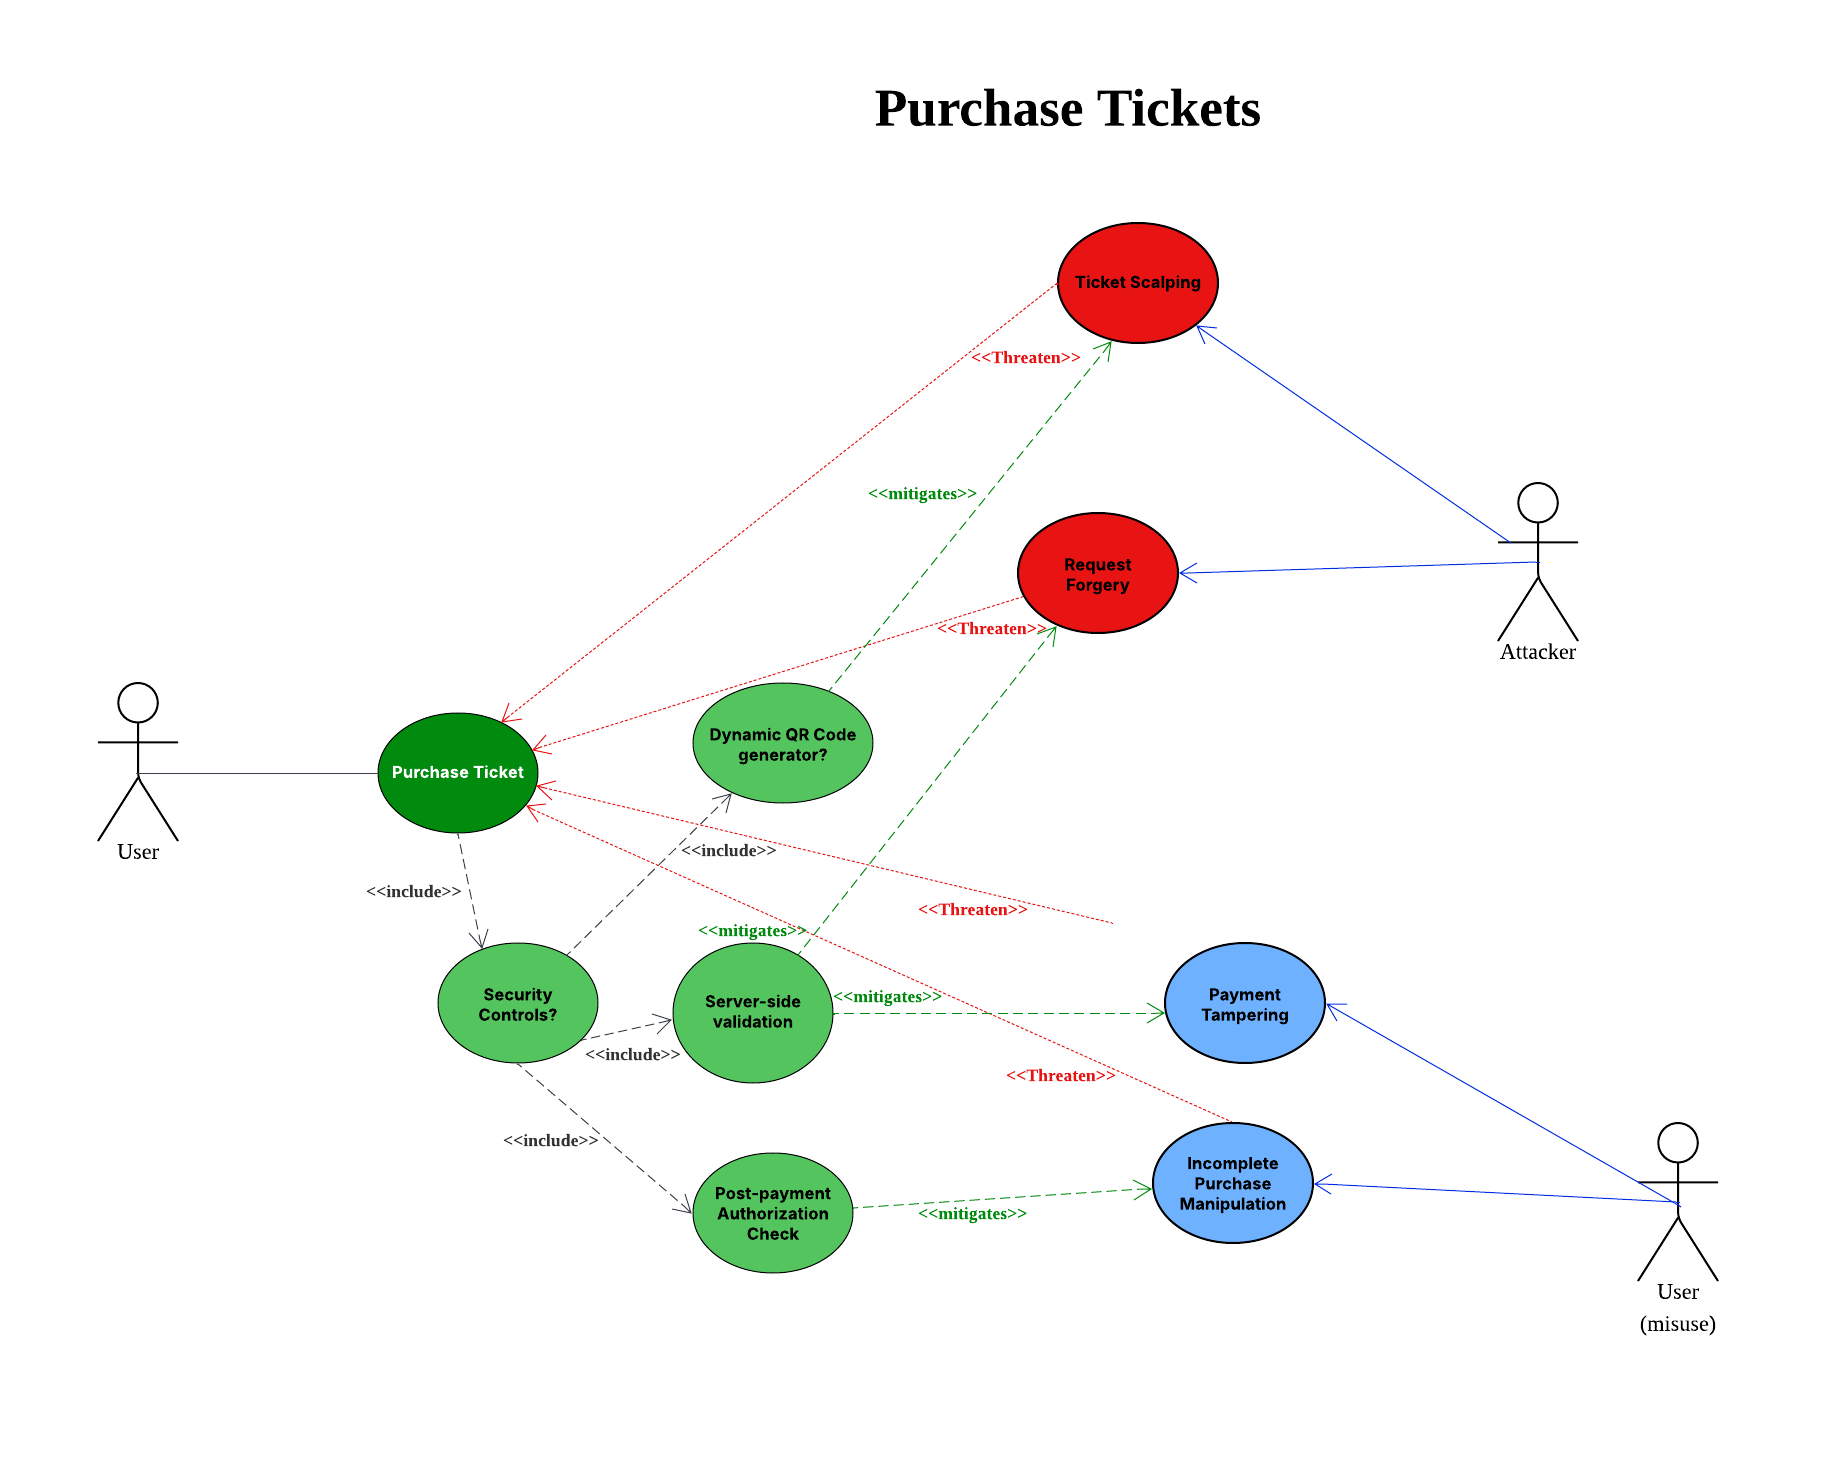 Purchase Tickets
Ticket Scalping
<<Threaten>>
<<mitigates>>
Request
Forgery
<<Threaten>>
Attacker
Dynamic QR Code
generator?
Purchase Ticket
User
<<include>>
<<include>>
<<Threaten>>
<<mitigates>>
Security
Controls?
Server-side
validation
<<mitigates>>
Payment
Tampering
<<include>>
<<Threaten>>
<<include>>
Post-payment
Authorization
Check
<<mitigates>>
Incomplete
Purchase
Manipulation
User
(misuse)